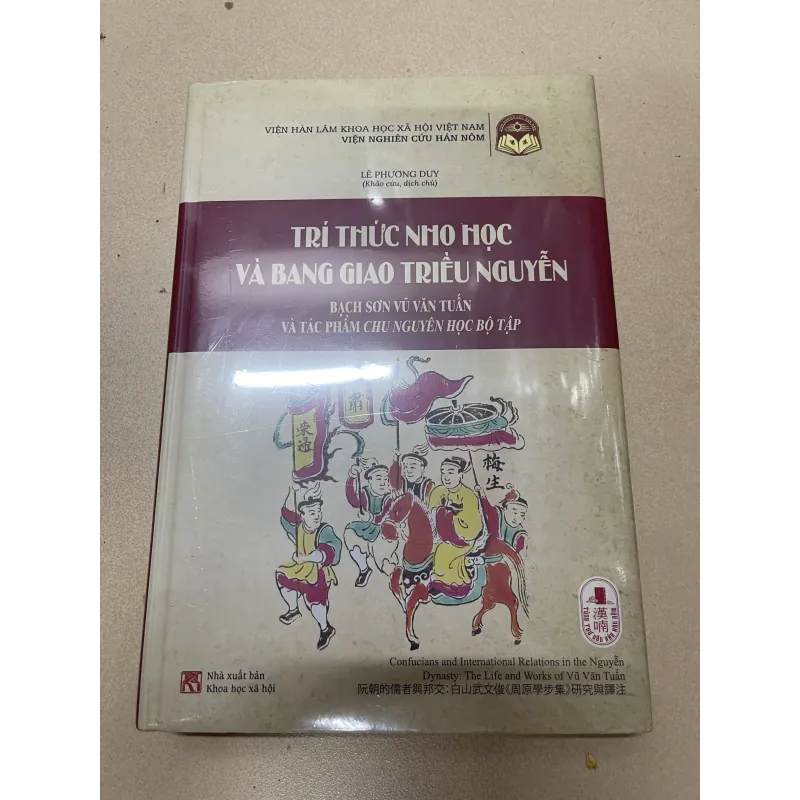 VIỆN HÀN LÂM KHOA HỌC XÃ HỘI VIỆT NAM
VIỆN NGHIÊN CỨU HÁN NÔM
LÊ PHƯƠNG DUY
(Khảo cứu, dịch chú)
TRÍ THỨC NHO HỌC
VÀ BANG GIAO TRIỀU NGUYỄN
BẠCH SƠN VŨ VĂN TUẤN
VÀ TÁC PHẨM CHU NGUYÊN HỌC BỘ TẬP
肅
榮
梅
生
漢
喃
Nhà xuất bản
Khoa học xã hội
Confucians and International Relations in the Nguyễn
Dynasty: The Life and Works of Vũ Văn Tuấn
阮朝的儒者與邦交：白山武文俊《周原學步集》研究與譯注